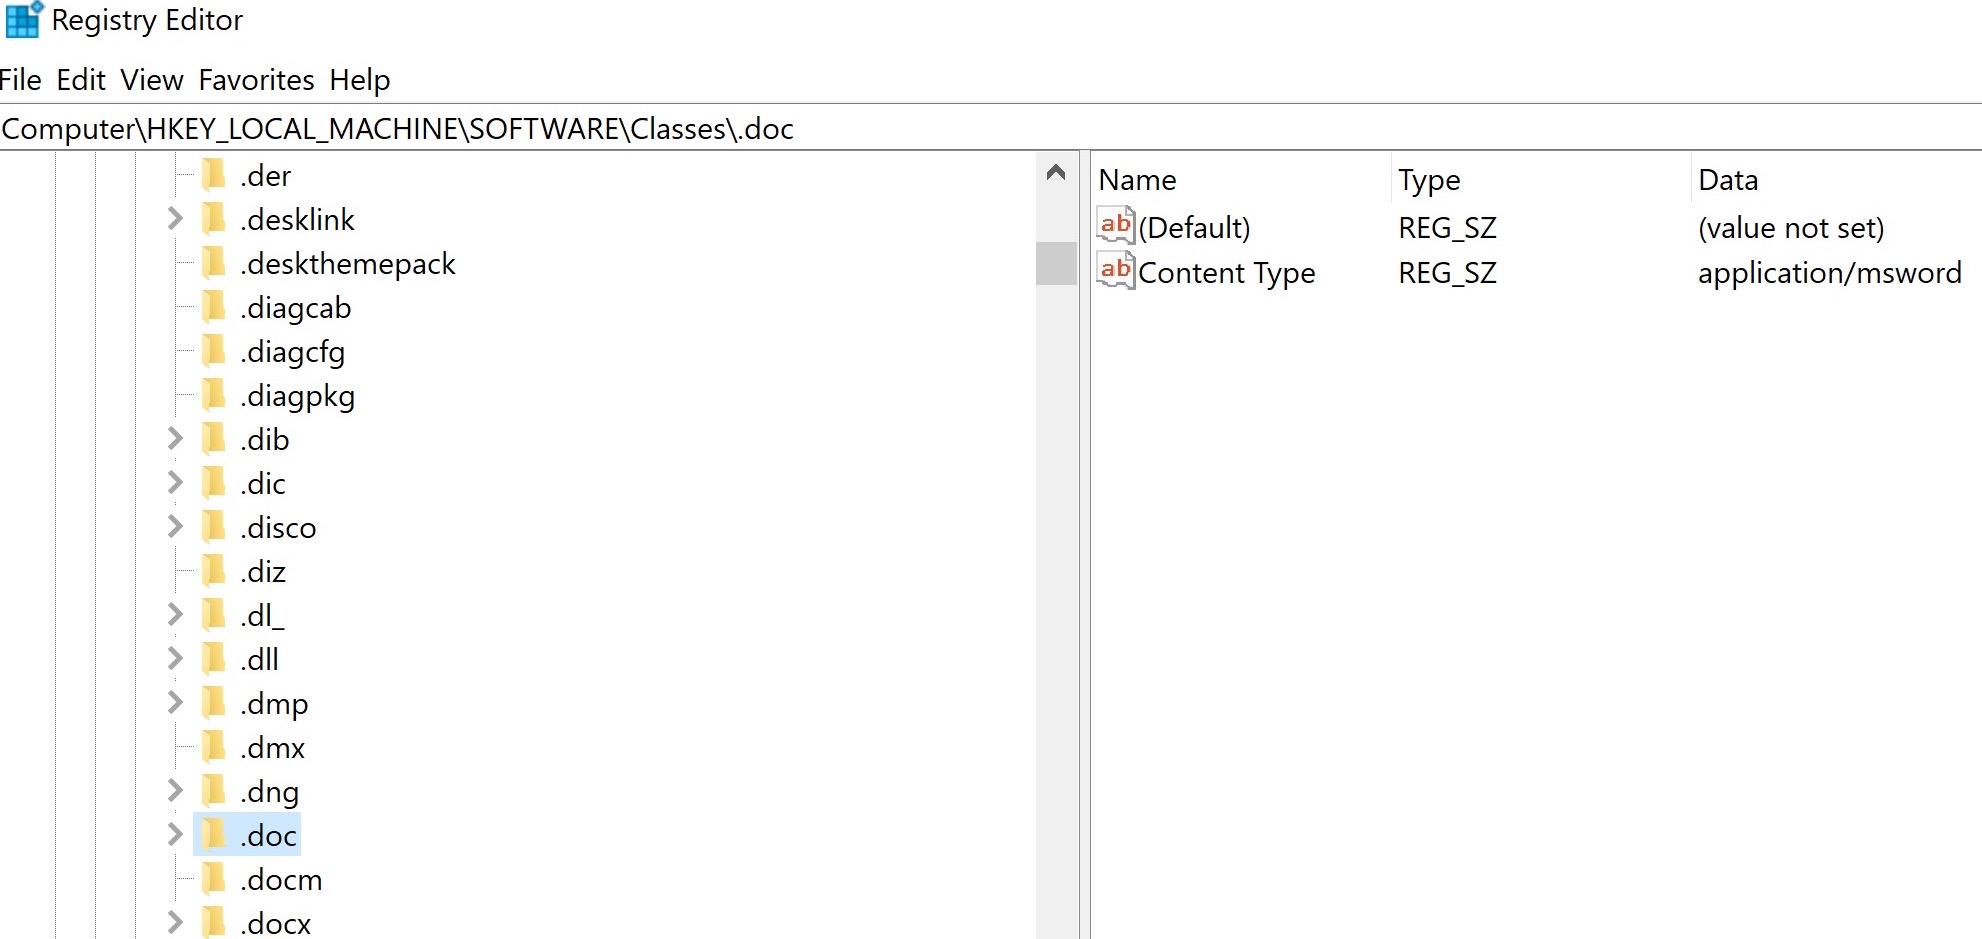 Registry Editor
File Edit View Favorites Help
Computer\HKEY_LOCAL_MACHINE\SOFTWARE\Classes\.doc
.der
.desklink
.deskthemepack
.diagcab
.diagcfg
.diagpkg
.dib
.dic
.disco
.diz
.dl_
.dll
.dmp
.dmx
.dng
.doc
.docm
.docx
Name Type Data
ab (Default) REG_SZ (value not set)
ab Content Type REG_SZ application/msword